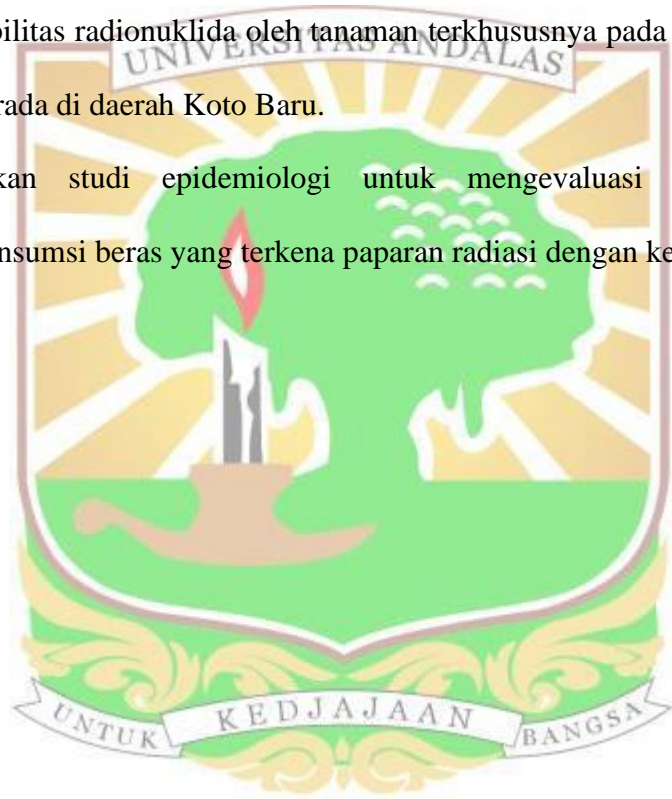 bilitas radionuklida oleh tanaman terkhususnya pada
UNIVERSITAS ANDALAS
rada di daerah Koto Baru.
kan studi epidemiologi untuk mengevaluasi
nsumsi beras yang terkena paparan radiasi dengan ke
UNTUK KEDJAJAAN BANGSA